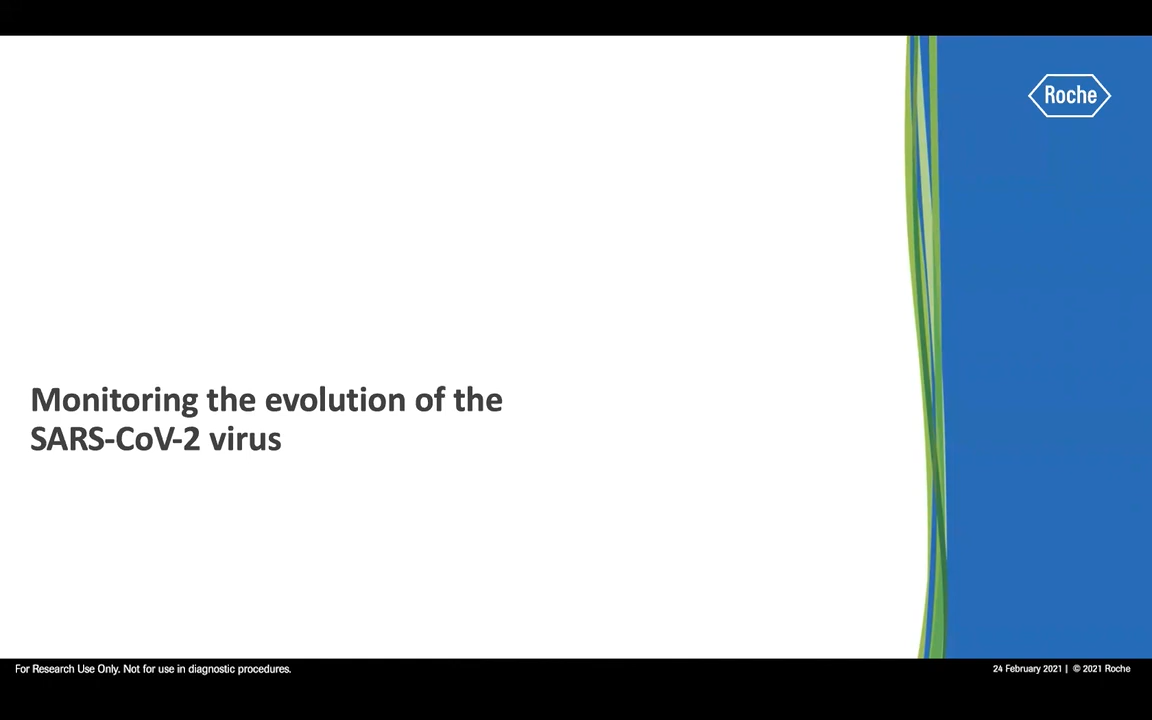 Roche
Monitoring the evolution of the
SARS-CoV-2 virus
For Research Use Only. Not for use in diagnostic procedures.
24 February 2021 | © 2021 Roche